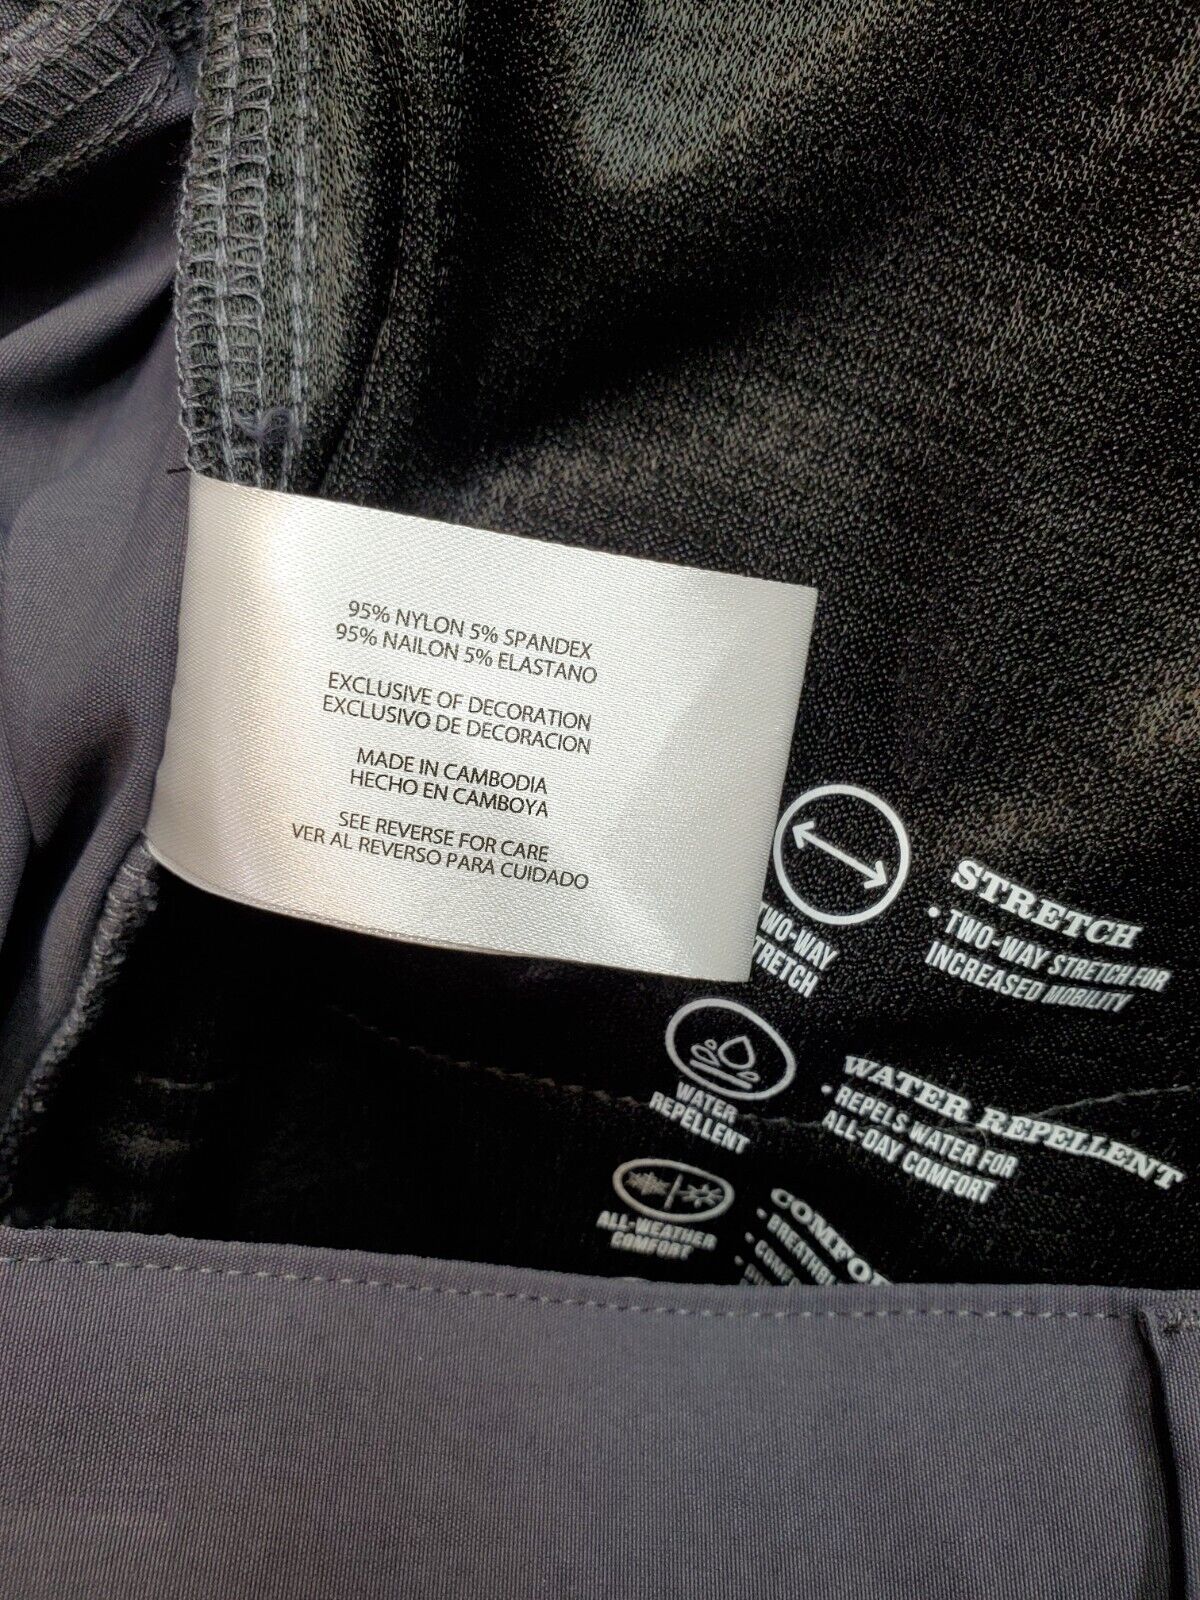 95% NYLON 5% SPANDEX
95% NAILON 5% ELASTANO
EXCLUSIVE OF DECORATION
EXCLUSIVO DE DECORACION
MADE IN CAMBODIA
HECHO EN CAMBOYA
SEE REVERSE FOR CARE
VER AL REVERSO PARA CUIDADO
TWO-WAY
TRETCH
STRETCH
• TWO-WAY STRETCH FOR
INCREASED MOBILITY
WATER
REPELLENT
WATER REPELLENT
• REPELS WATER FOR
ALL-DAY COMFORT
ALL-WEATHER
COMFORT